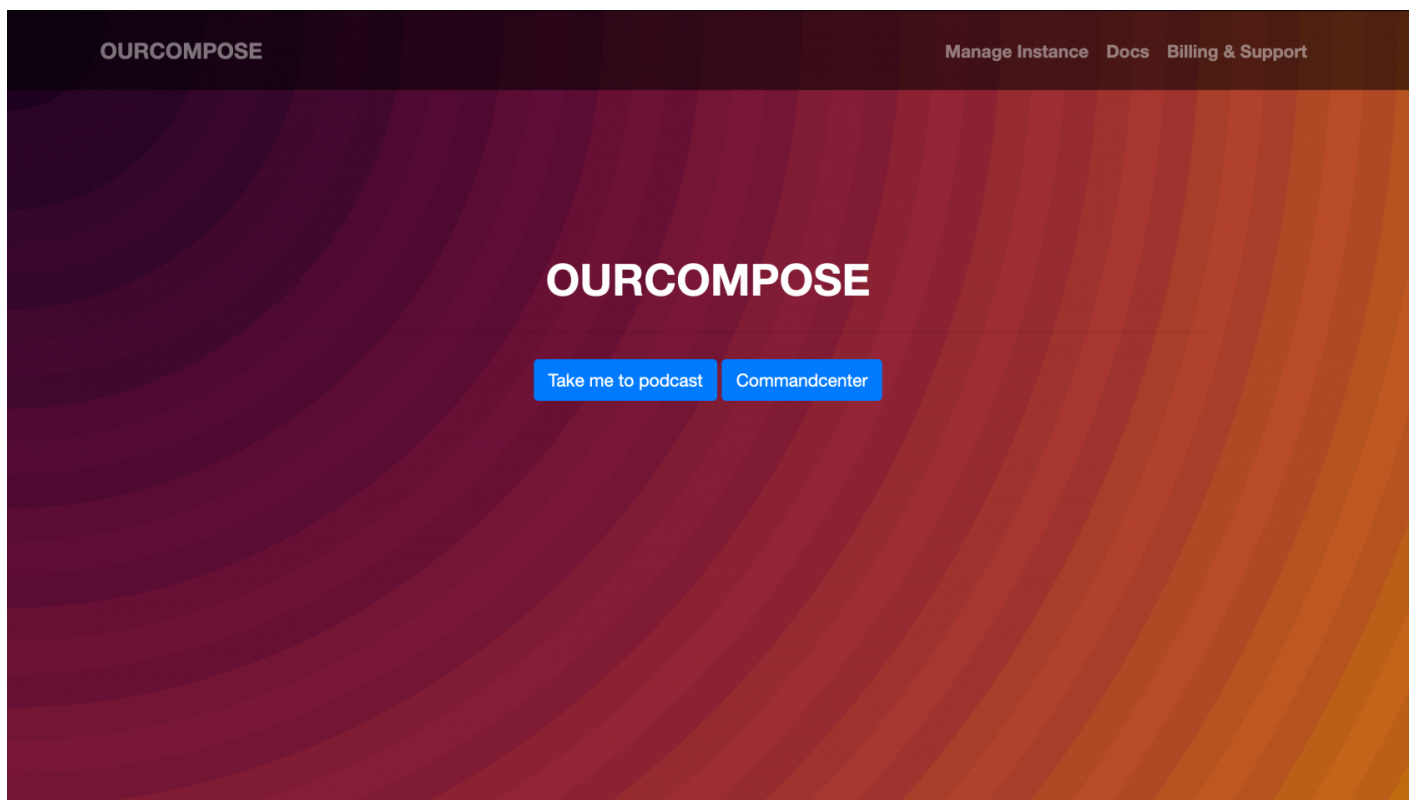 OURCOMPOSE
Manage Instance Docs Billing & Support
OURCOMPOSE
Take me to podcast
Commandcenter